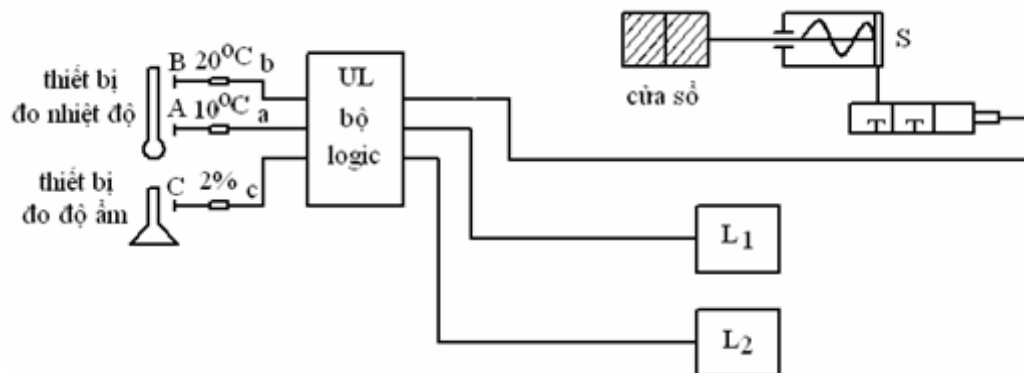 thiết bị
đo nhiệt độ
B 20⁰C b
A 10⁰C a
thiết bị
đo độ ẩm
C 2% c
UL
bộ
logic
cửa sổ
S
L1
L2